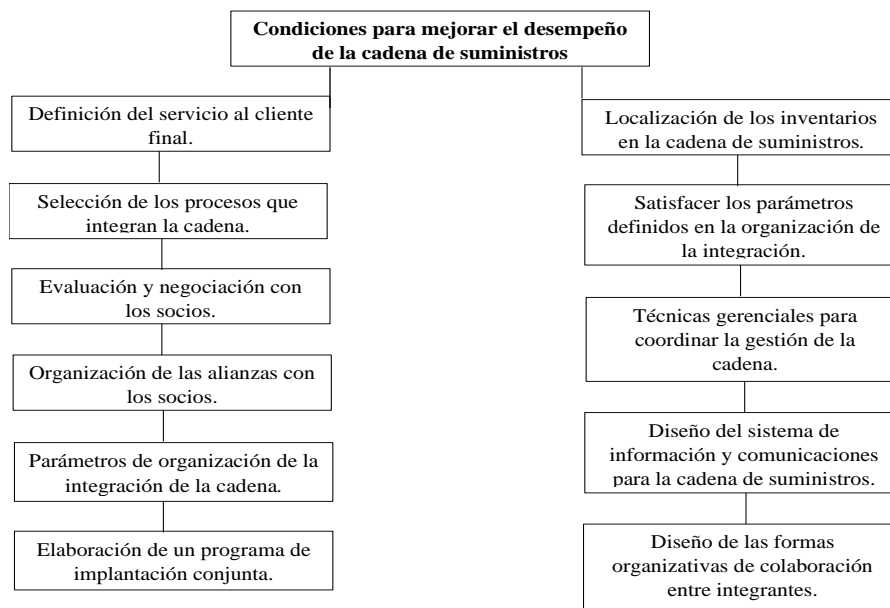 Condiciones para mejorar el desempeño
de la cadena de suministros
Definición del servicio al cliente
final.
Selección de los procesos que
integran la cadena.
Evaluación y negociación con
los socios.
Organización de las alianzas con
los socios.
Parámetros de organización de la
integración de la cadena.
Elaboración de un programa de
implantación conjunta.
Localización de los inventarios
en la cadena de suministros.
Satisfacer los parámetros
definidos en la organización de
la integración.
Técnicas gerenciales para
coordinar la gestión de la
cadena.
Diseño del sistema de
información y comunicaciones
para la cadena de suministros.
Diseño de las formas
organizativas de colaboración
entre integrantes.